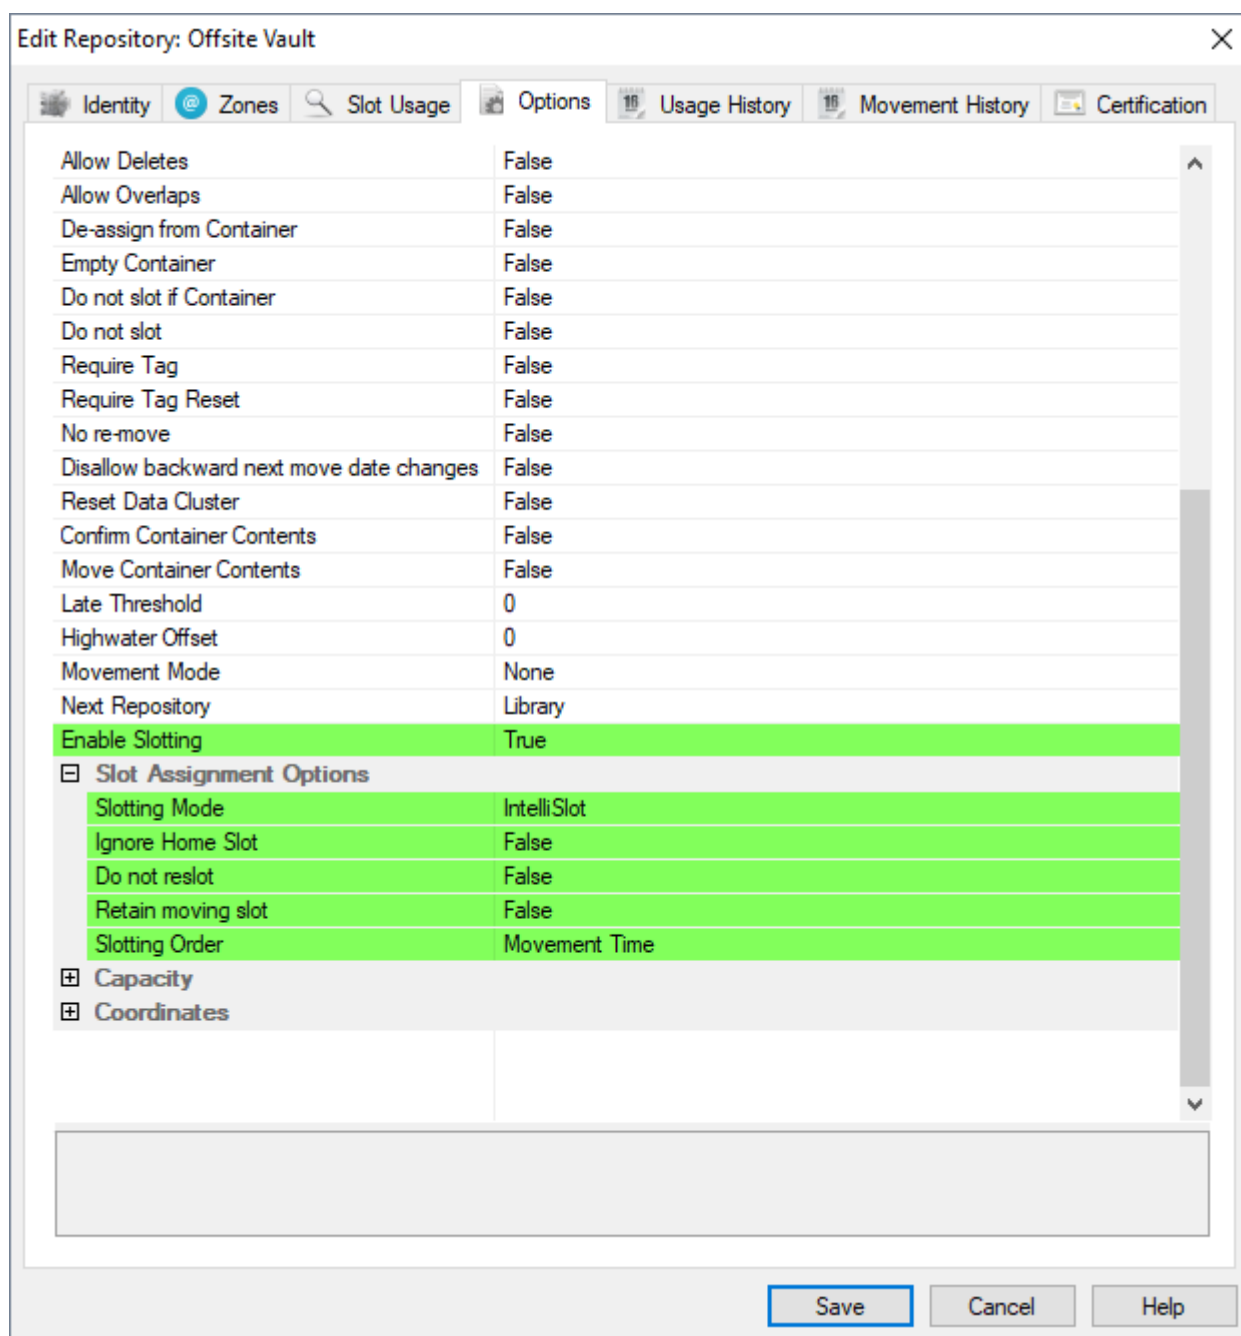 Edit Repository: Offsite Vault
Identity Zones Slot Usage Options Usage History Movement History Certification
Allow Deletes False
Allow Overlaps False
De-assign from Container False
Empty Container False
Do not slot if Container False
Do not slot False
Require Tag False
Require Tag Reset False
No re-move False
Disallow backward next move date changes False
Reset Data Cluster False
Confirm Container Contents False
Move Container Contents False
Late Threshold 0
Highwater Offset 0
Movement Mode None
Next Repository Library
Enable Slotting True
Slot Assignment Options
Slotting Mode IntelliSlot
Ignore Home Slot False
Do not reslot False
Retain moving slot False
Slotting Order Movement Time
Capacity
Coordinates
Save Cancel Help